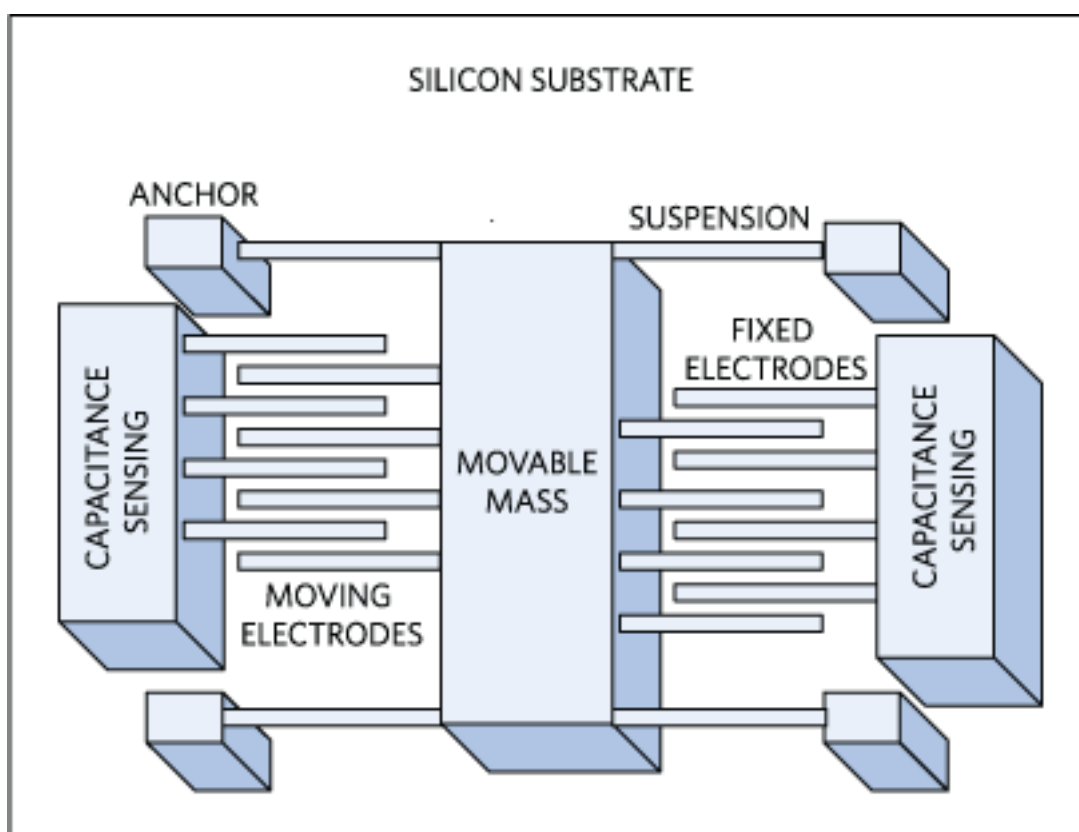 SILICON SUBSTRATE
ANCHOR
SUSPENSION
FIXED
ELECTRODES
CAPACITANCE
SENSING
MOVABLE
MASS
CAPACITANCE
SENSING
MOVING
ELECTRODES